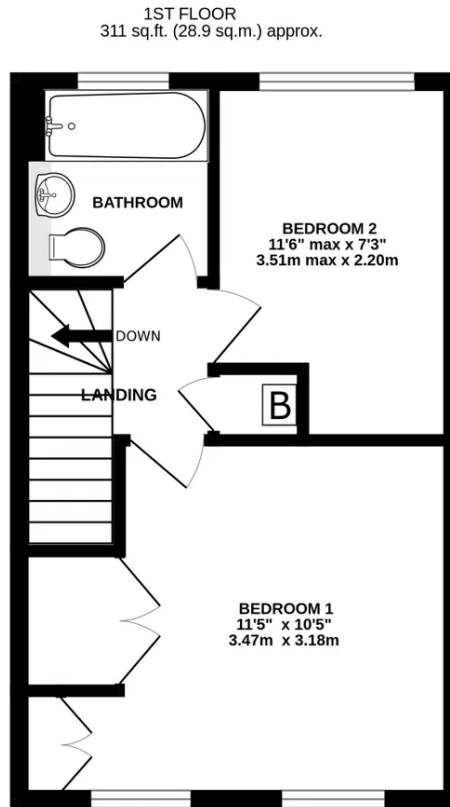 1ST FLOOR
311 sq.ft. (28.9 sq.m.) approx.
BATHROOM
BEDROOM 2
11'6" max x 7'3"
3.51m max x 2.20m
DOWN
LANDING
B
BEDROOM 1
11'5" x 10'5"
3.47m x 3.18m